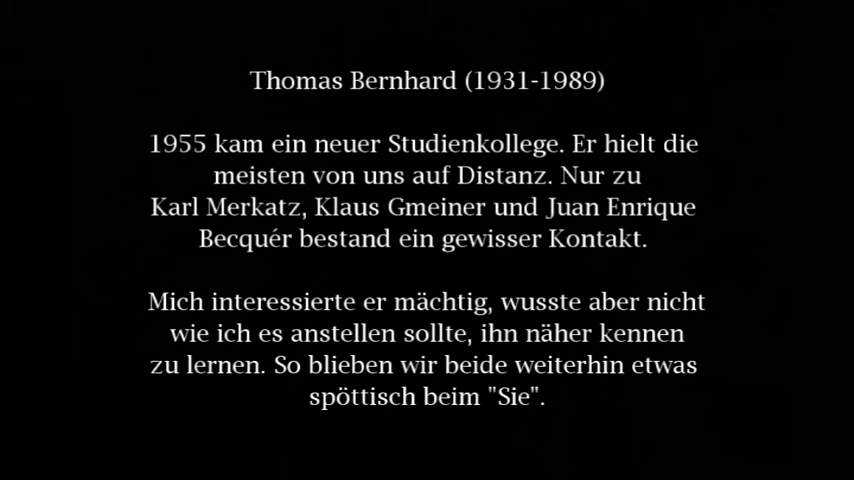 Thomas Bernhard (1931-1989)
1955 kam ein neuer Studienkollege. Er hielt die
meisten von uns auf Distanz. Nur zu
Karl Merkatz, Klaus Gmeiner und Juan Enrique
Becquér bestand ein gewisser Kontakt.
Mich interessierte er mächtig, wusste aber nicht
wie ich es anstellen sollte, ihn näher kennen
zu lernen. So blieben wir beide weiterhin etwas
spöttisch beim "Sie".